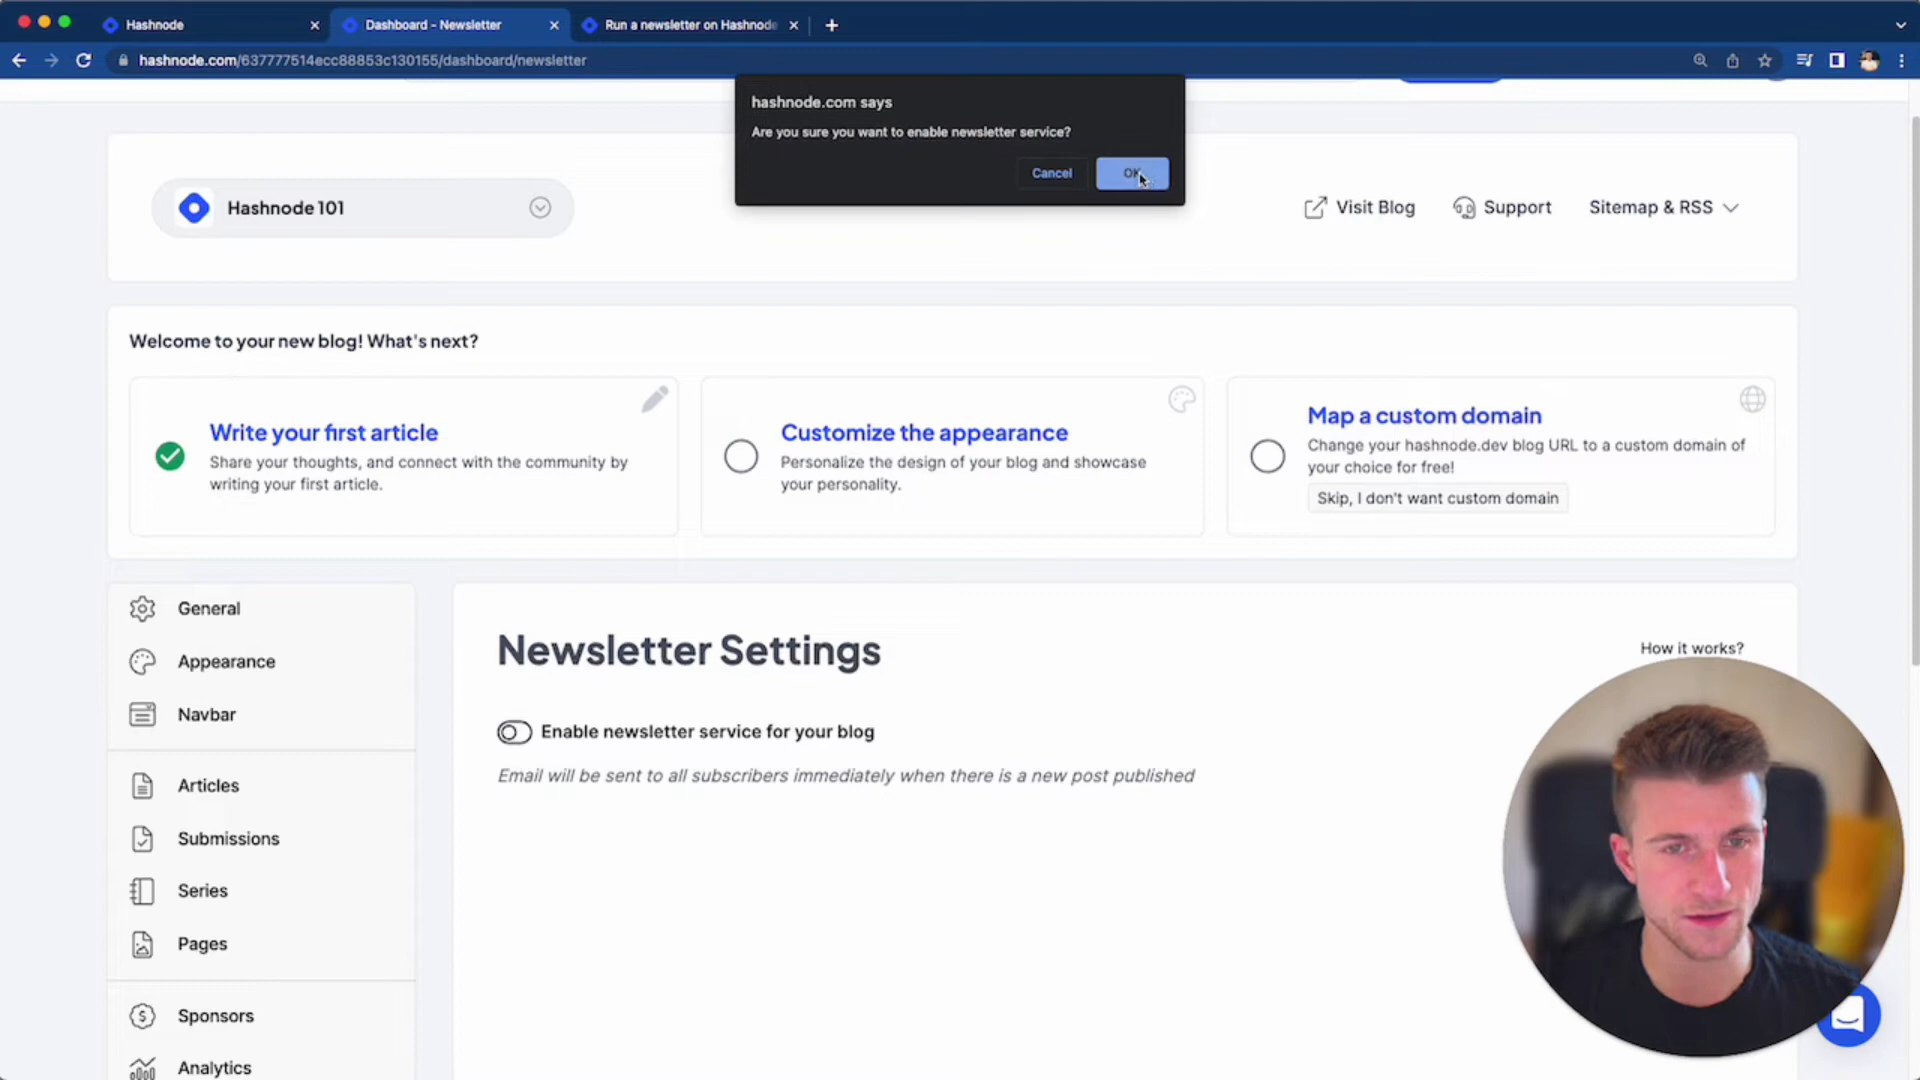 Hashnode
Dashboard - Newsletter
Run a newsletter on Hashnode
hashnode.com/637777514ecc88853c130155/dashboard/newsletter
hashnode.com says
Are you sure you want to enable newsletter service?
Cancel
OK
Hashnode 101
Visit Blog
Support
Sitemap & RSS
Welcome to your new blog! What's next?
Write your first article
Share your thoughts, and connect with the community by
writing your first article.
Customize the appearance
Personalize the design of your blog and showcase
your personality.
Map a custom domain
Change your hashnode.dev blog URL to a custom domain of
your choice for free!
Skip, I don't want custom domain
General
Appearance
Navbar
Articles
Submissions
Series
Pages
Sponsors
Analytics
Newsletter Settings
How it works?
Enable newsletter service for your blog
Email will be sent to all subscribers immediately when there is a new post published